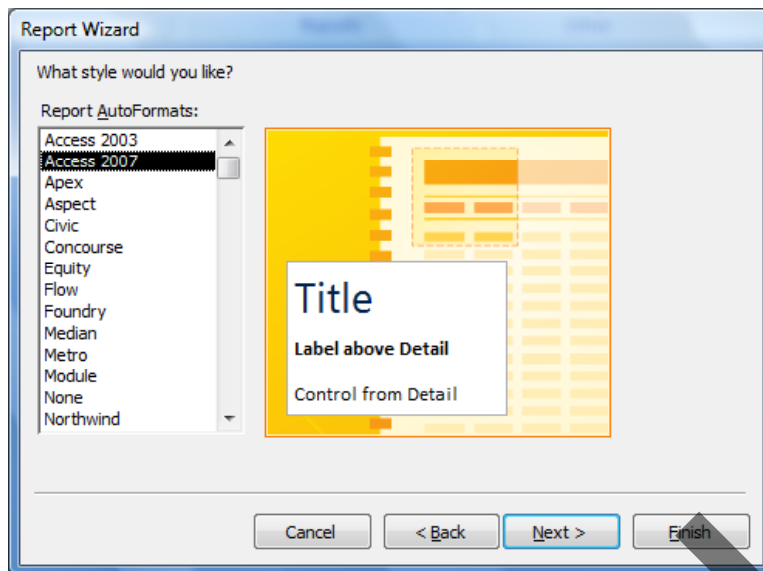 Report Wizard
What style would you like?
Report AutoFormats:
Access 2003
Access 2007
Apex
Aspect
Civic
Concourse
Equity
Flow
Foundry
Median
Metro
Module
None
Northwind
Title
Label above Detail
Control from Detail
Cancel
< Back
Next >
Finish